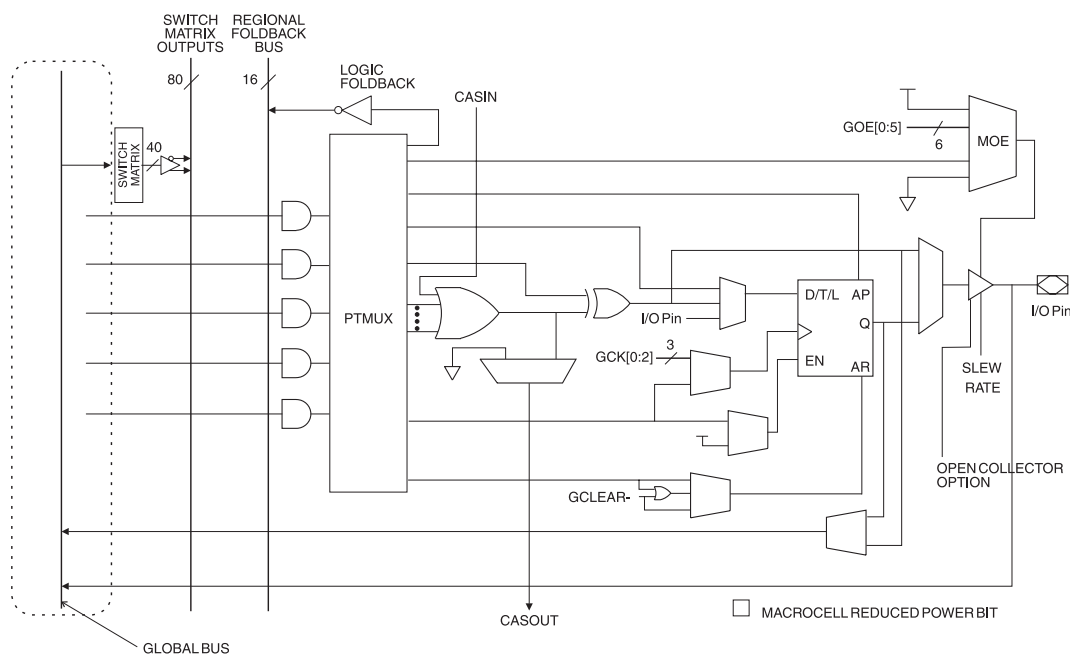 SWITCH
MATRIX
OUTPUTS
REGIONAL
FOLDBACK
BUS
80
16
LOGIC
FOLDBACK
CASIN
GOE[0:5]
6
MOE
SWITCH
MATRIX
40
PTMUX
I/O Pin
D/T/L AP
Q
EN
AR
GCK[0:2]
3
I/O Pin
SLEW
RATE
OPEN COLLECTOR
OPTION
GCLEAR-
CASOUT
MACROCELL REDUCED POWER BIT
GLOBAL BUS